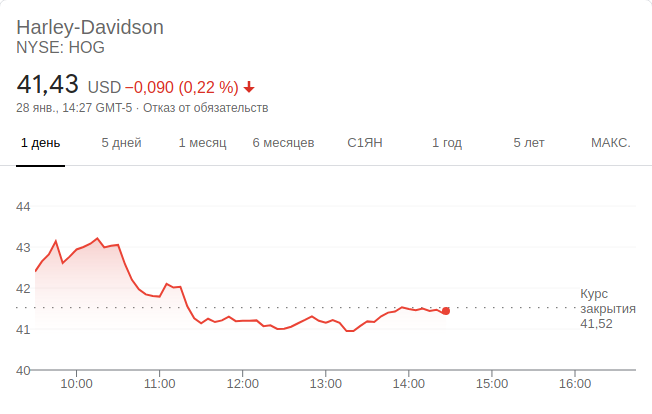 Harley-Davidson
NYSE: HOG
41,43 USD −0,090 (0,22 %)
28 янв., 14:27 GMT-5 · Отказ от обязательств
1 день 5 дней 1 месяц 6 месяцев С1ЯН 1 год 5 лет МАКС.
44
43
42
Курс
закрытия
41,52
41
40
10:00 11:00 12:00 13:00 14:00 15:00 16:00